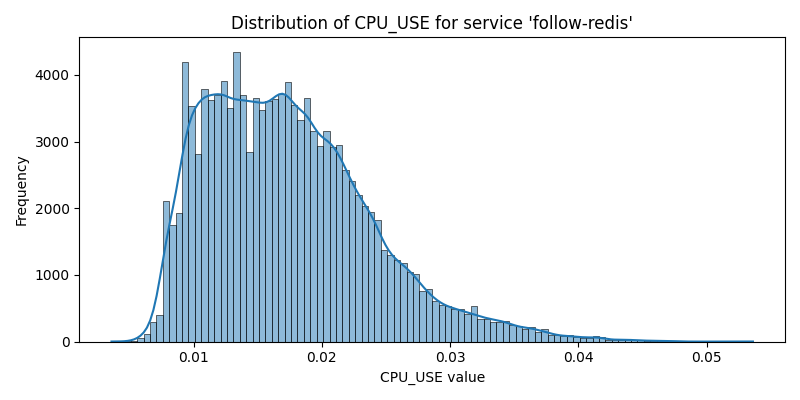 Distribution of CPU_USE for service 'follow-redis'
Frequency
4000
3000
2000
1000
0
0.01 0.02 0.03 0.04 0.05
CPU_USE value